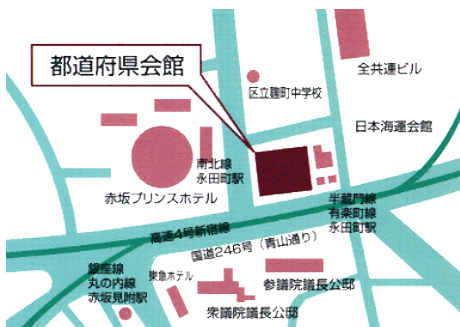 都道府県会館
全共連ビル
区立麹町中学校
日本海運会館
南北線
永田町駅
赤坂プリンスホテル
半蔵門線
有楽町線
永田町駅
高速4号新宿線
国道246号（青山通り）
銀座線
丸の内線
赤坂見附駅
東急ホテル
参議院議長公邸
衆議院議長公邸